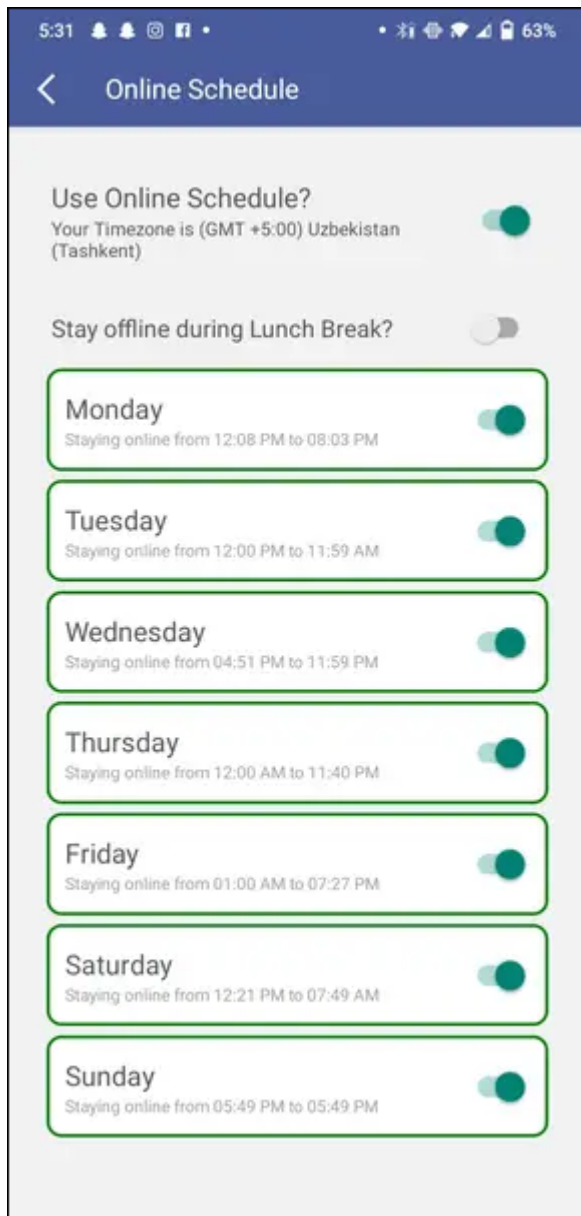 5:31
63%
Online Schedule
Use Online Schedule?
Your Timezone is (GMT +5:00) Uzbekistan
(Tashkent)
Stay offline during Lunch Break?
Monday
Staying online from 12:08 PM to 08:03 PM
Tuesday
Staying online from 12:00 PM to 11:59 AM
Wednesday
Staying online from 04:51 PM to 11:59 PM
Thursday
Staying online from 12:00 AM to 11:40 PM
Friday
Staying online from 01:00 AM to 07:27 PM
Saturday
Staying online from 12:21 PM to 07:49 AM
Sunday
Staying online from 05:49 PM to 05:49 PM